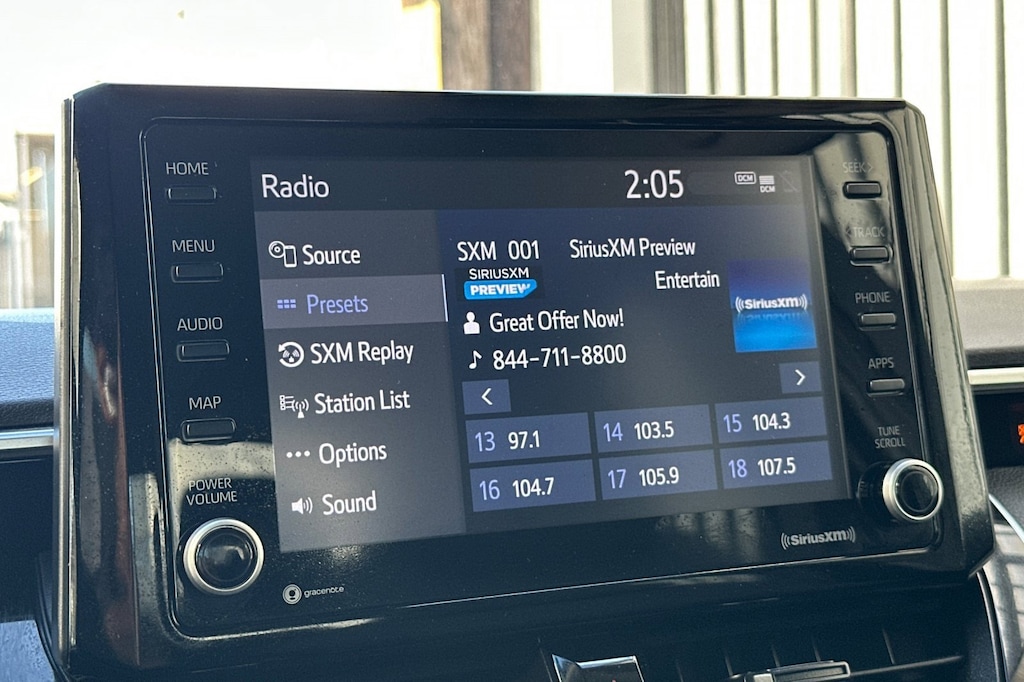 HOME
MENU
AUDIO
MAP
POWER
VOLUME
Radio
2:05
DCM
DCM
Source
Presets
SXM Replay
Station List
Options
Sound
SXM 001 SiriusXM Preview
SIRIUSXM
PREVIEW
Entertain
Great Offer Now!
844-711-8800
SiriusXM
<
>
13 97.1
14 103.5
15 104.3
16 104.7
17 105.9
18 107.5
SEEK>
<TRACK
PHONE
APPS
TUNE
SCROLL
gracenote
SiriusXM